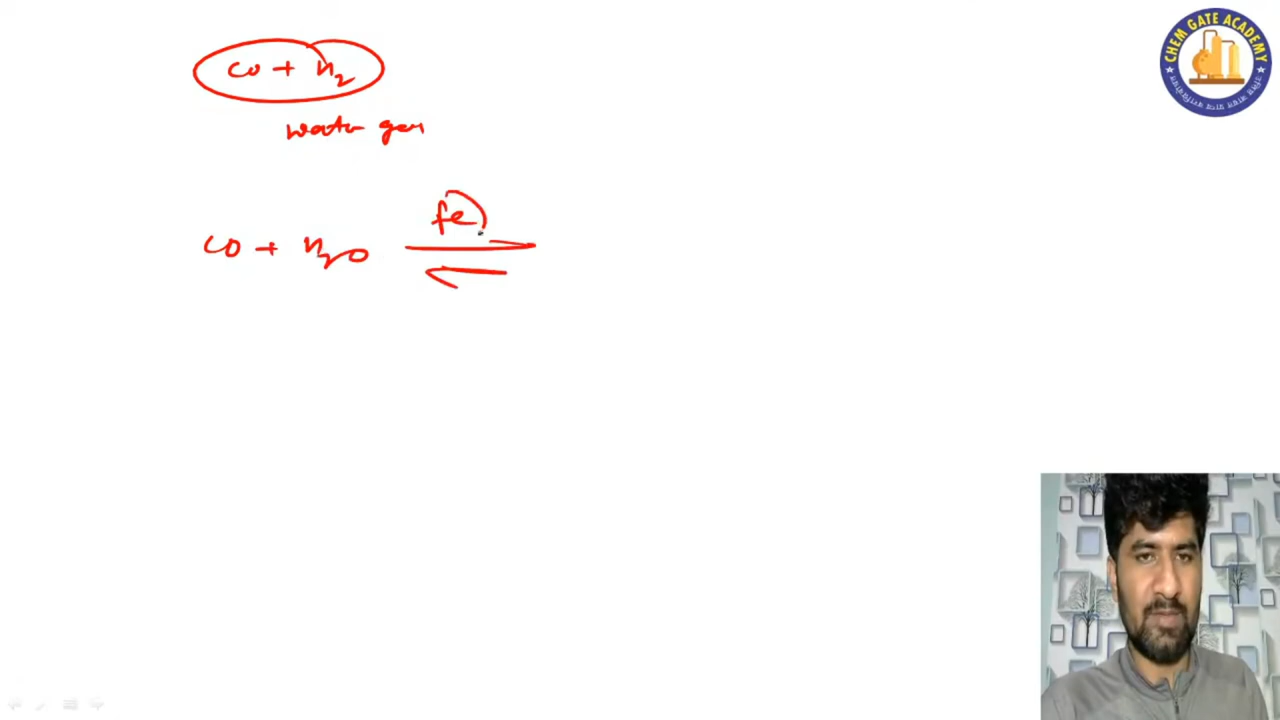 CHEM GATE ACADEMY
CO + H2
water gas
fe
CO + H2O